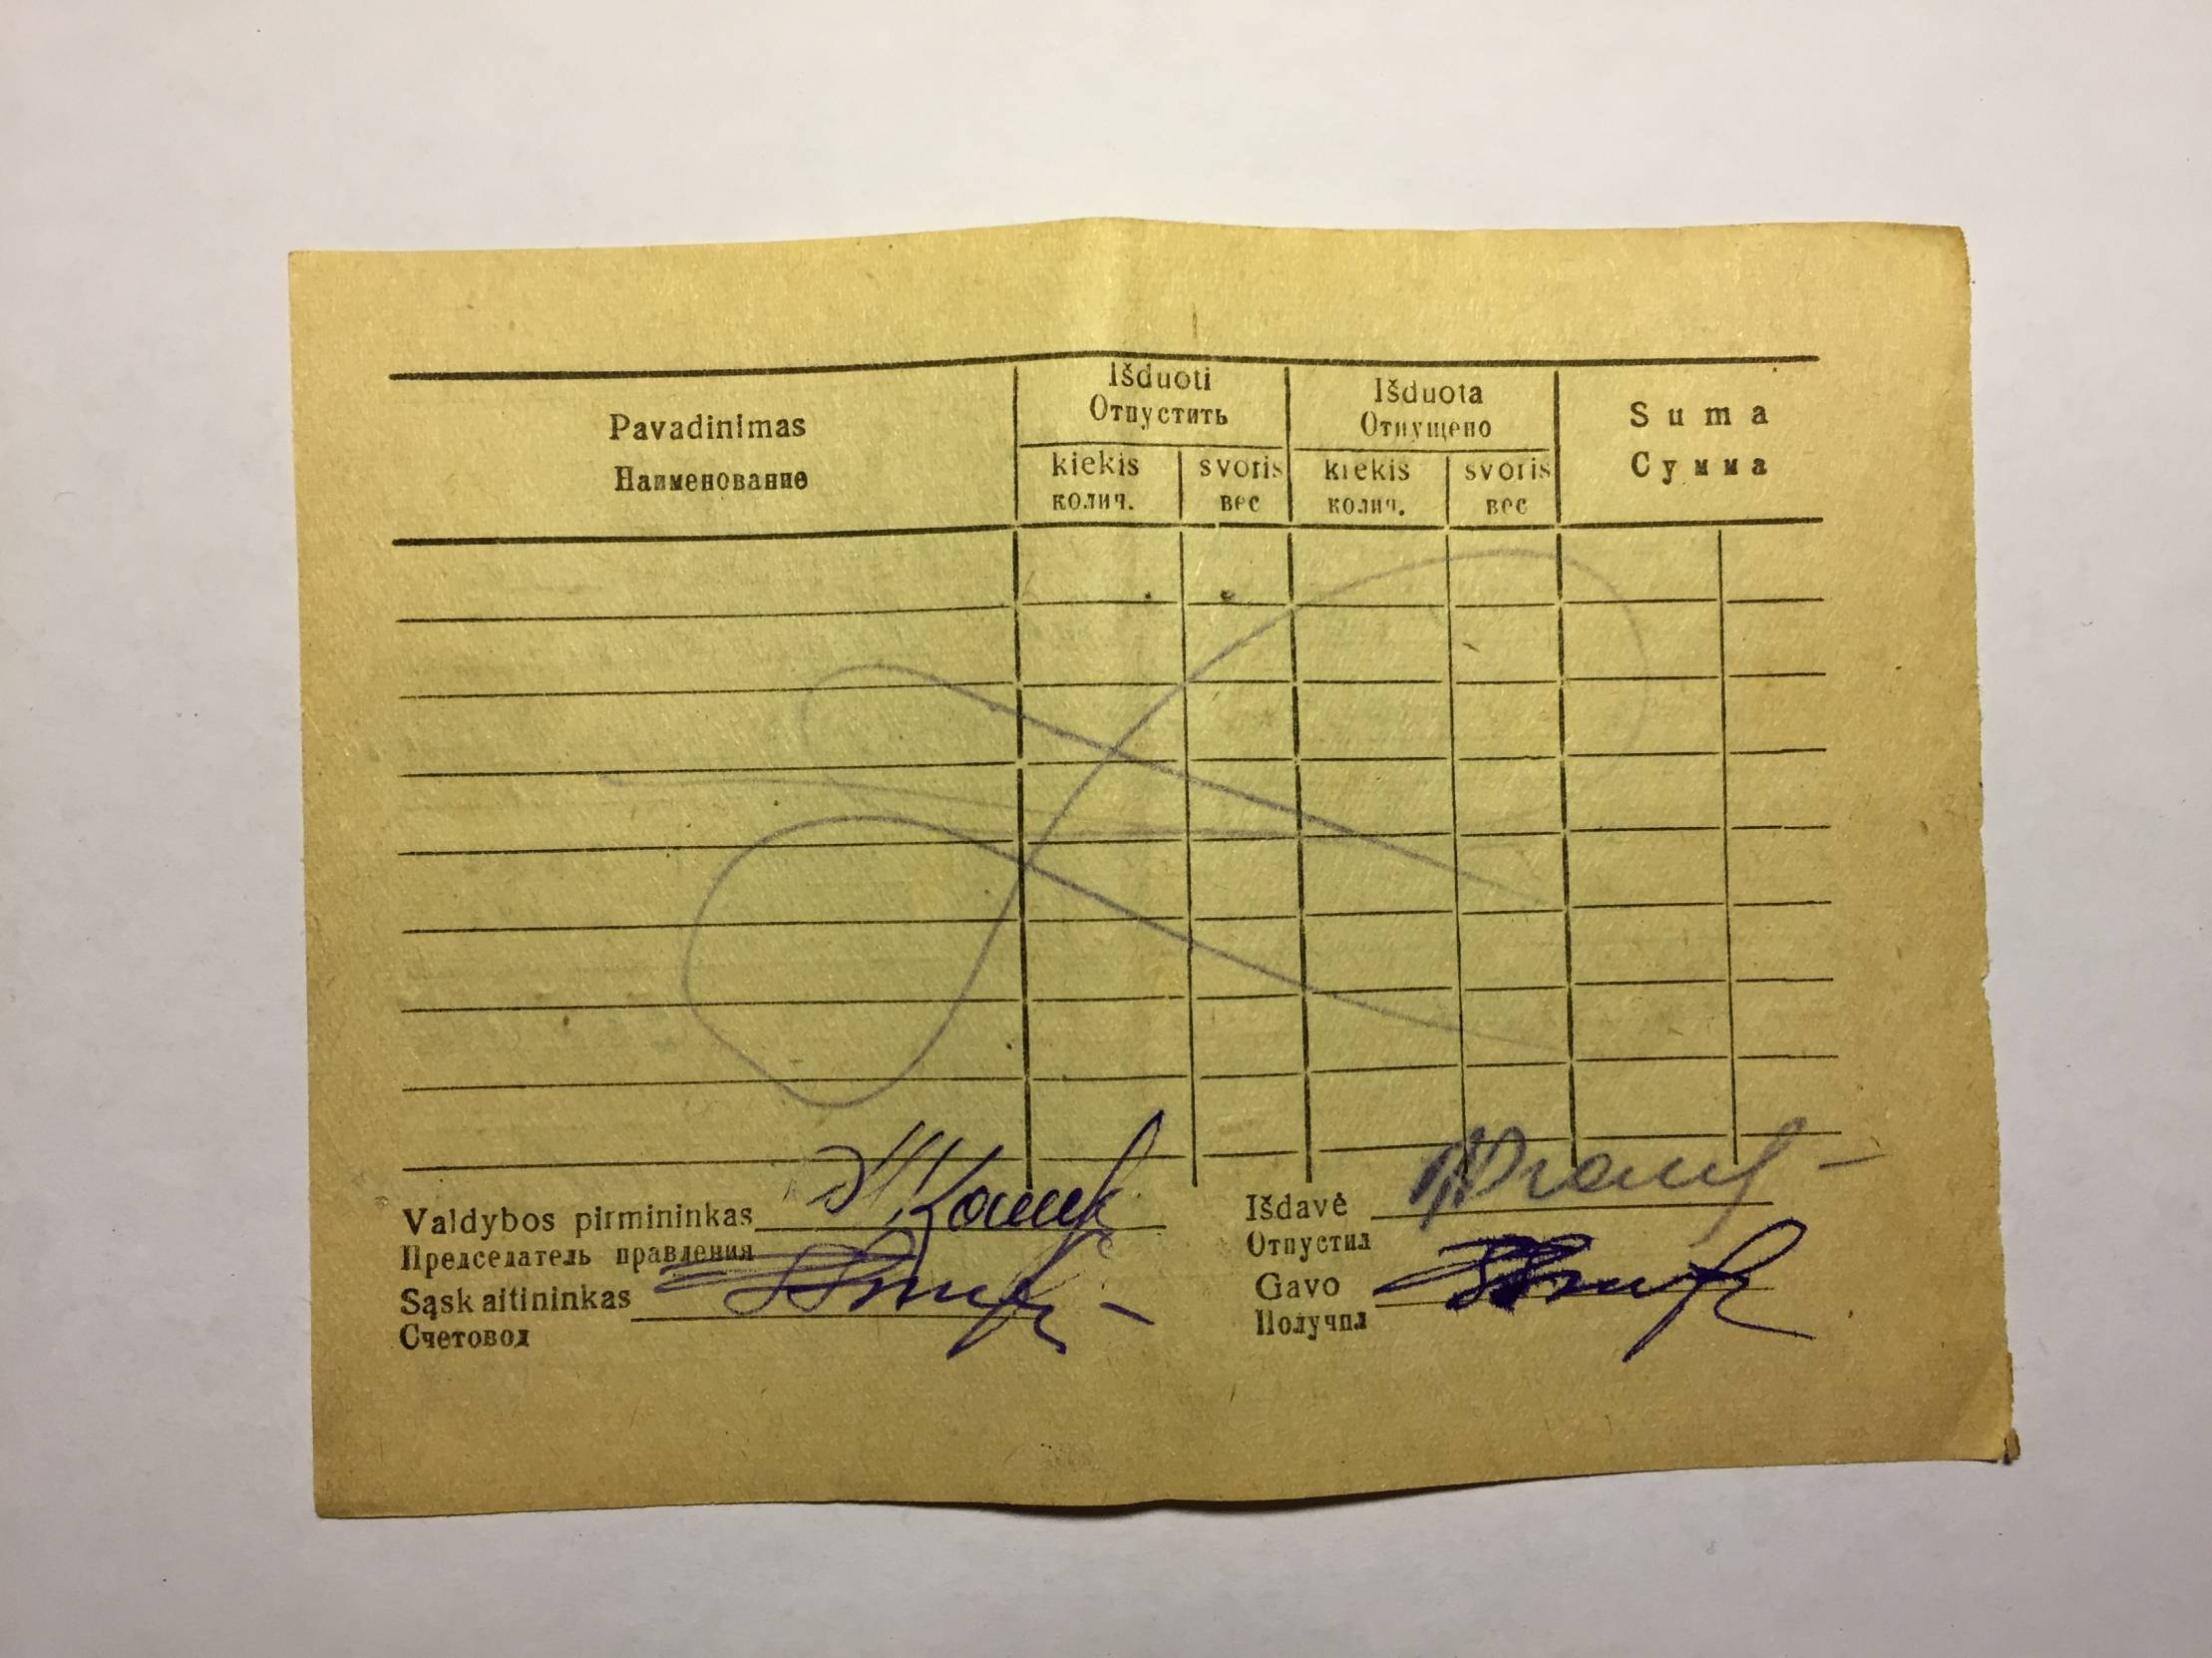 Pavadinimas
Наименование
Išduoti
Отпустить
Išduota
Отпущено
Suma
Сумма
kiekis
колич.
svoris
вес
kiekis
колич.
svoris
вес
Valdybos pirmininkas
Председатель правления
Sąskaitininkas
Счетовод
Išdavė
Отпустил
Gavo
Получил